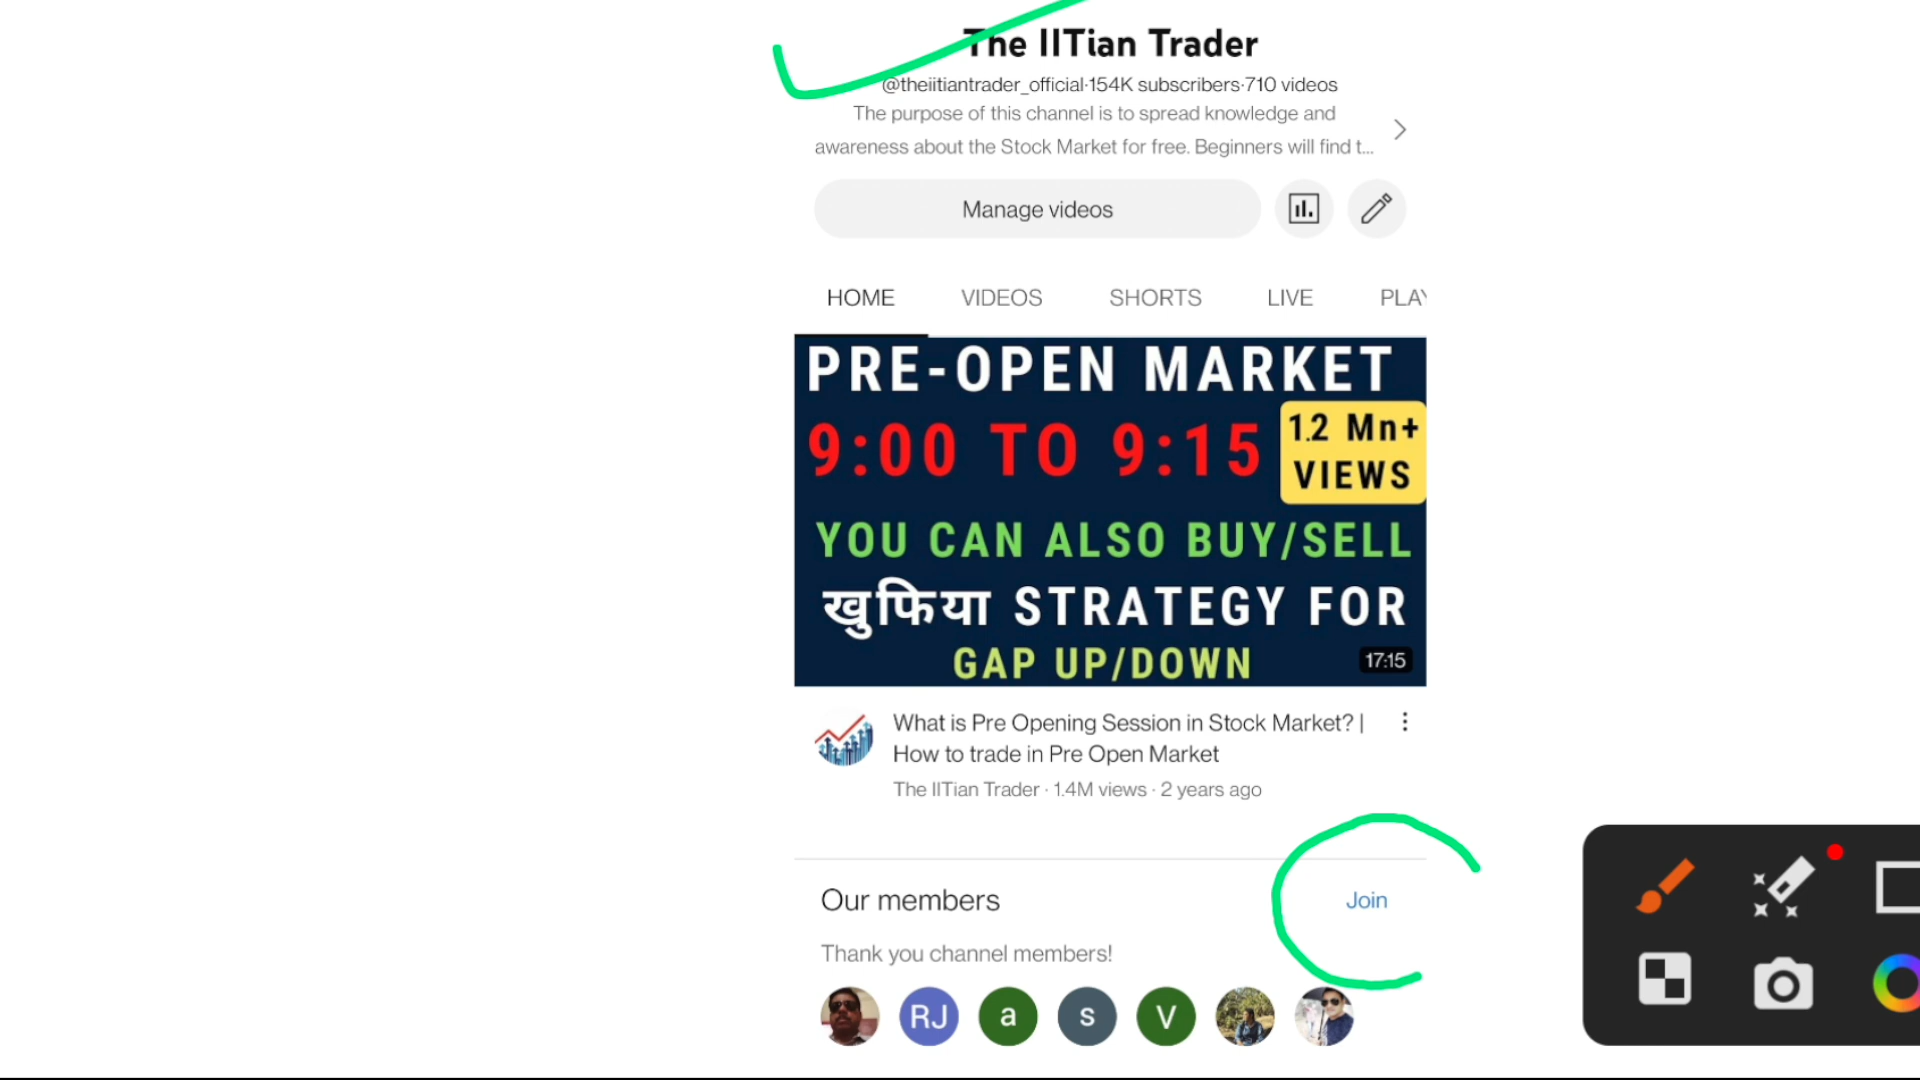 The IITian Trader
@theiitiantrader_official·154K subscribers·710 videos
The purpose of this channel is to spread knowledge and
awareness about the Stock Market for free. Beginners will find t...
Manage videos
HOME VIDEOS SHORTS LIVE PLAY
PRE-OPEN MARKET
9:00 TO 9:15
1.2 Mn+
VIEWS
YOU CAN ALSO BUY/SELL
खुफिया STRATEGY FOR
GAP UP/DOWN
17:15
What is Pre Opening Session in Stock Market? |
How to trade in Pre Open Market
The IITian Trader · 1.4M views · 2 years ago
Our members
Join
Thank you channel members!
RJ a s V